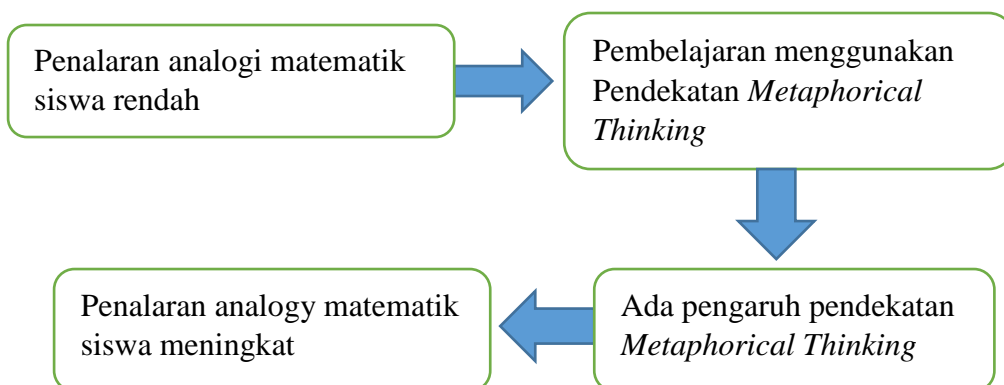 Penalaran analogi matematik
siswa rendah
Pembelajaran menggunakan
Pendekatan Metaphorical
Thinking
Ada pengaruh pendekatan
Metaphorical Thinking
Penalaran analogy matematik
siswa meningkat